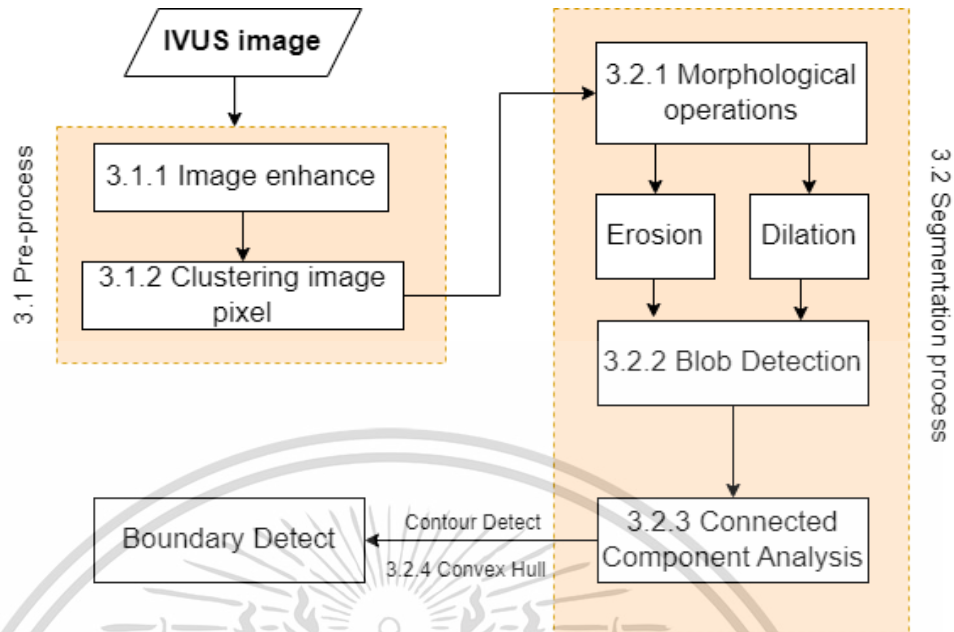 IVUS image
3.1 Pre-process
3.1.1 Image enhance
3.1.2 Clustering image
pixel
3.2 Segmentation process
3.2.1 Morphological
operations
Erosion
Dilation
3.2.2 Blob Detection
3.2.3 Connected
Component Analysis
Contour Detect
3.2.4 Convex Hull
Boundary Detect